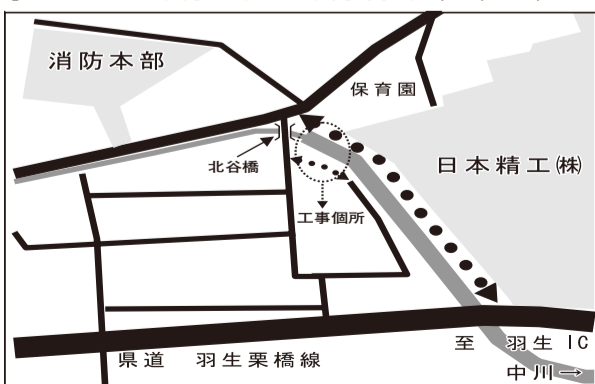 消防本部
保育園
北谷橋
日本精工㈱
工事個所
至 羽生IC
県道 羽生栗橋線
中川→